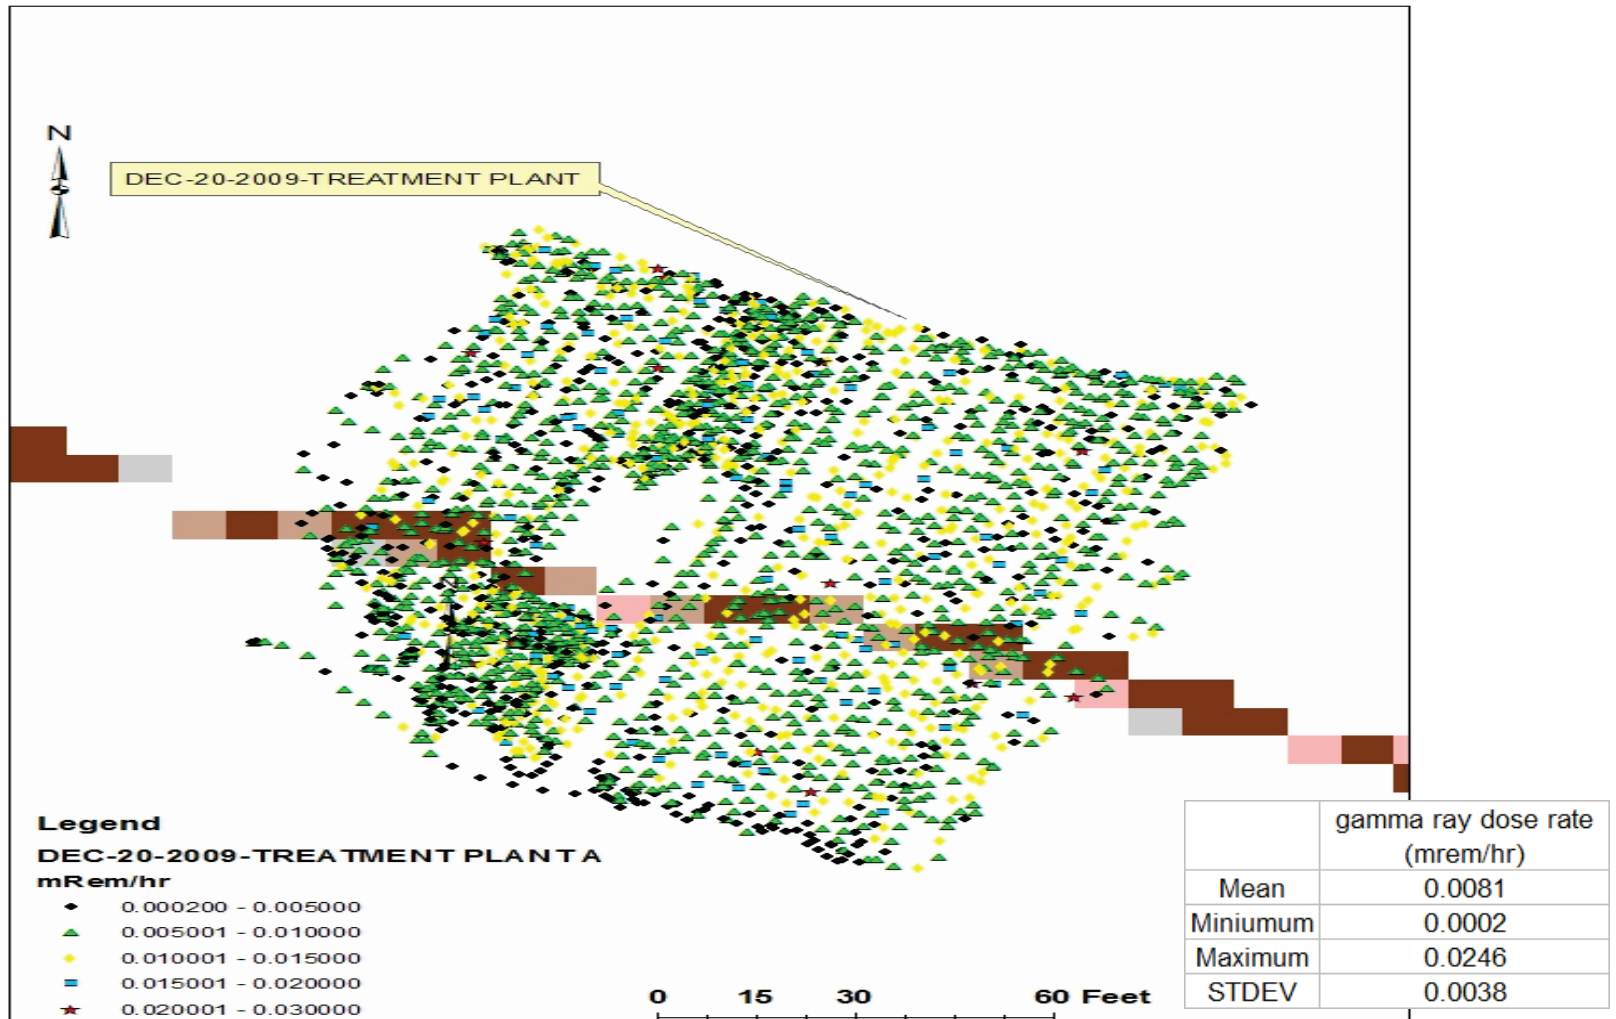 N
DEC-20-2009-TREATMENT PLANT
Legend
DEC-20-2009-TREATMENT PLANT A
mRem/hr
0.000200 - 0.005000
0.005001 - 0.010000
0.010001 - 0.015000
0.015001 - 0.020000
0.020001 - 0.030000
0 15 30 60 Feet
gamma ray dose rate
(mrem/hr)
Mean 0.0081
Miniumum 0.0002
Maximum 0.0246
STDEV 0.0038